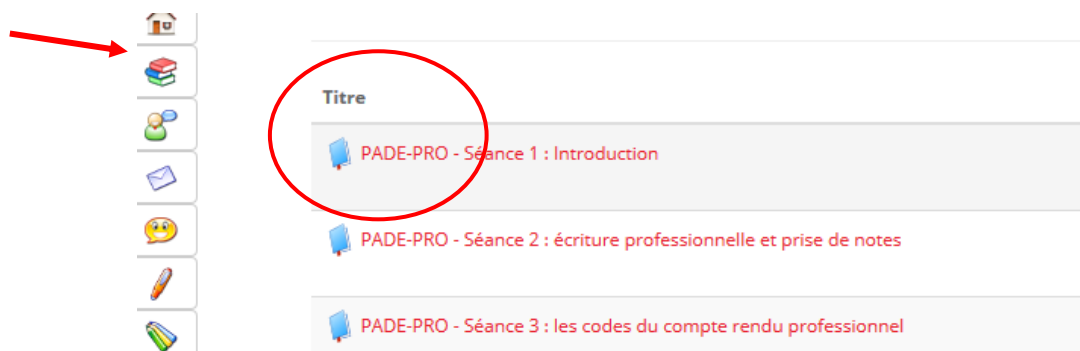 Titre
PADE-PRO - Séance 1 : Introduction
PADE-PRO - Séance 2 : écriture professionnelle et prise de notes
PADE-PRO - Séance 3 : les codes du compte rendu professionnel